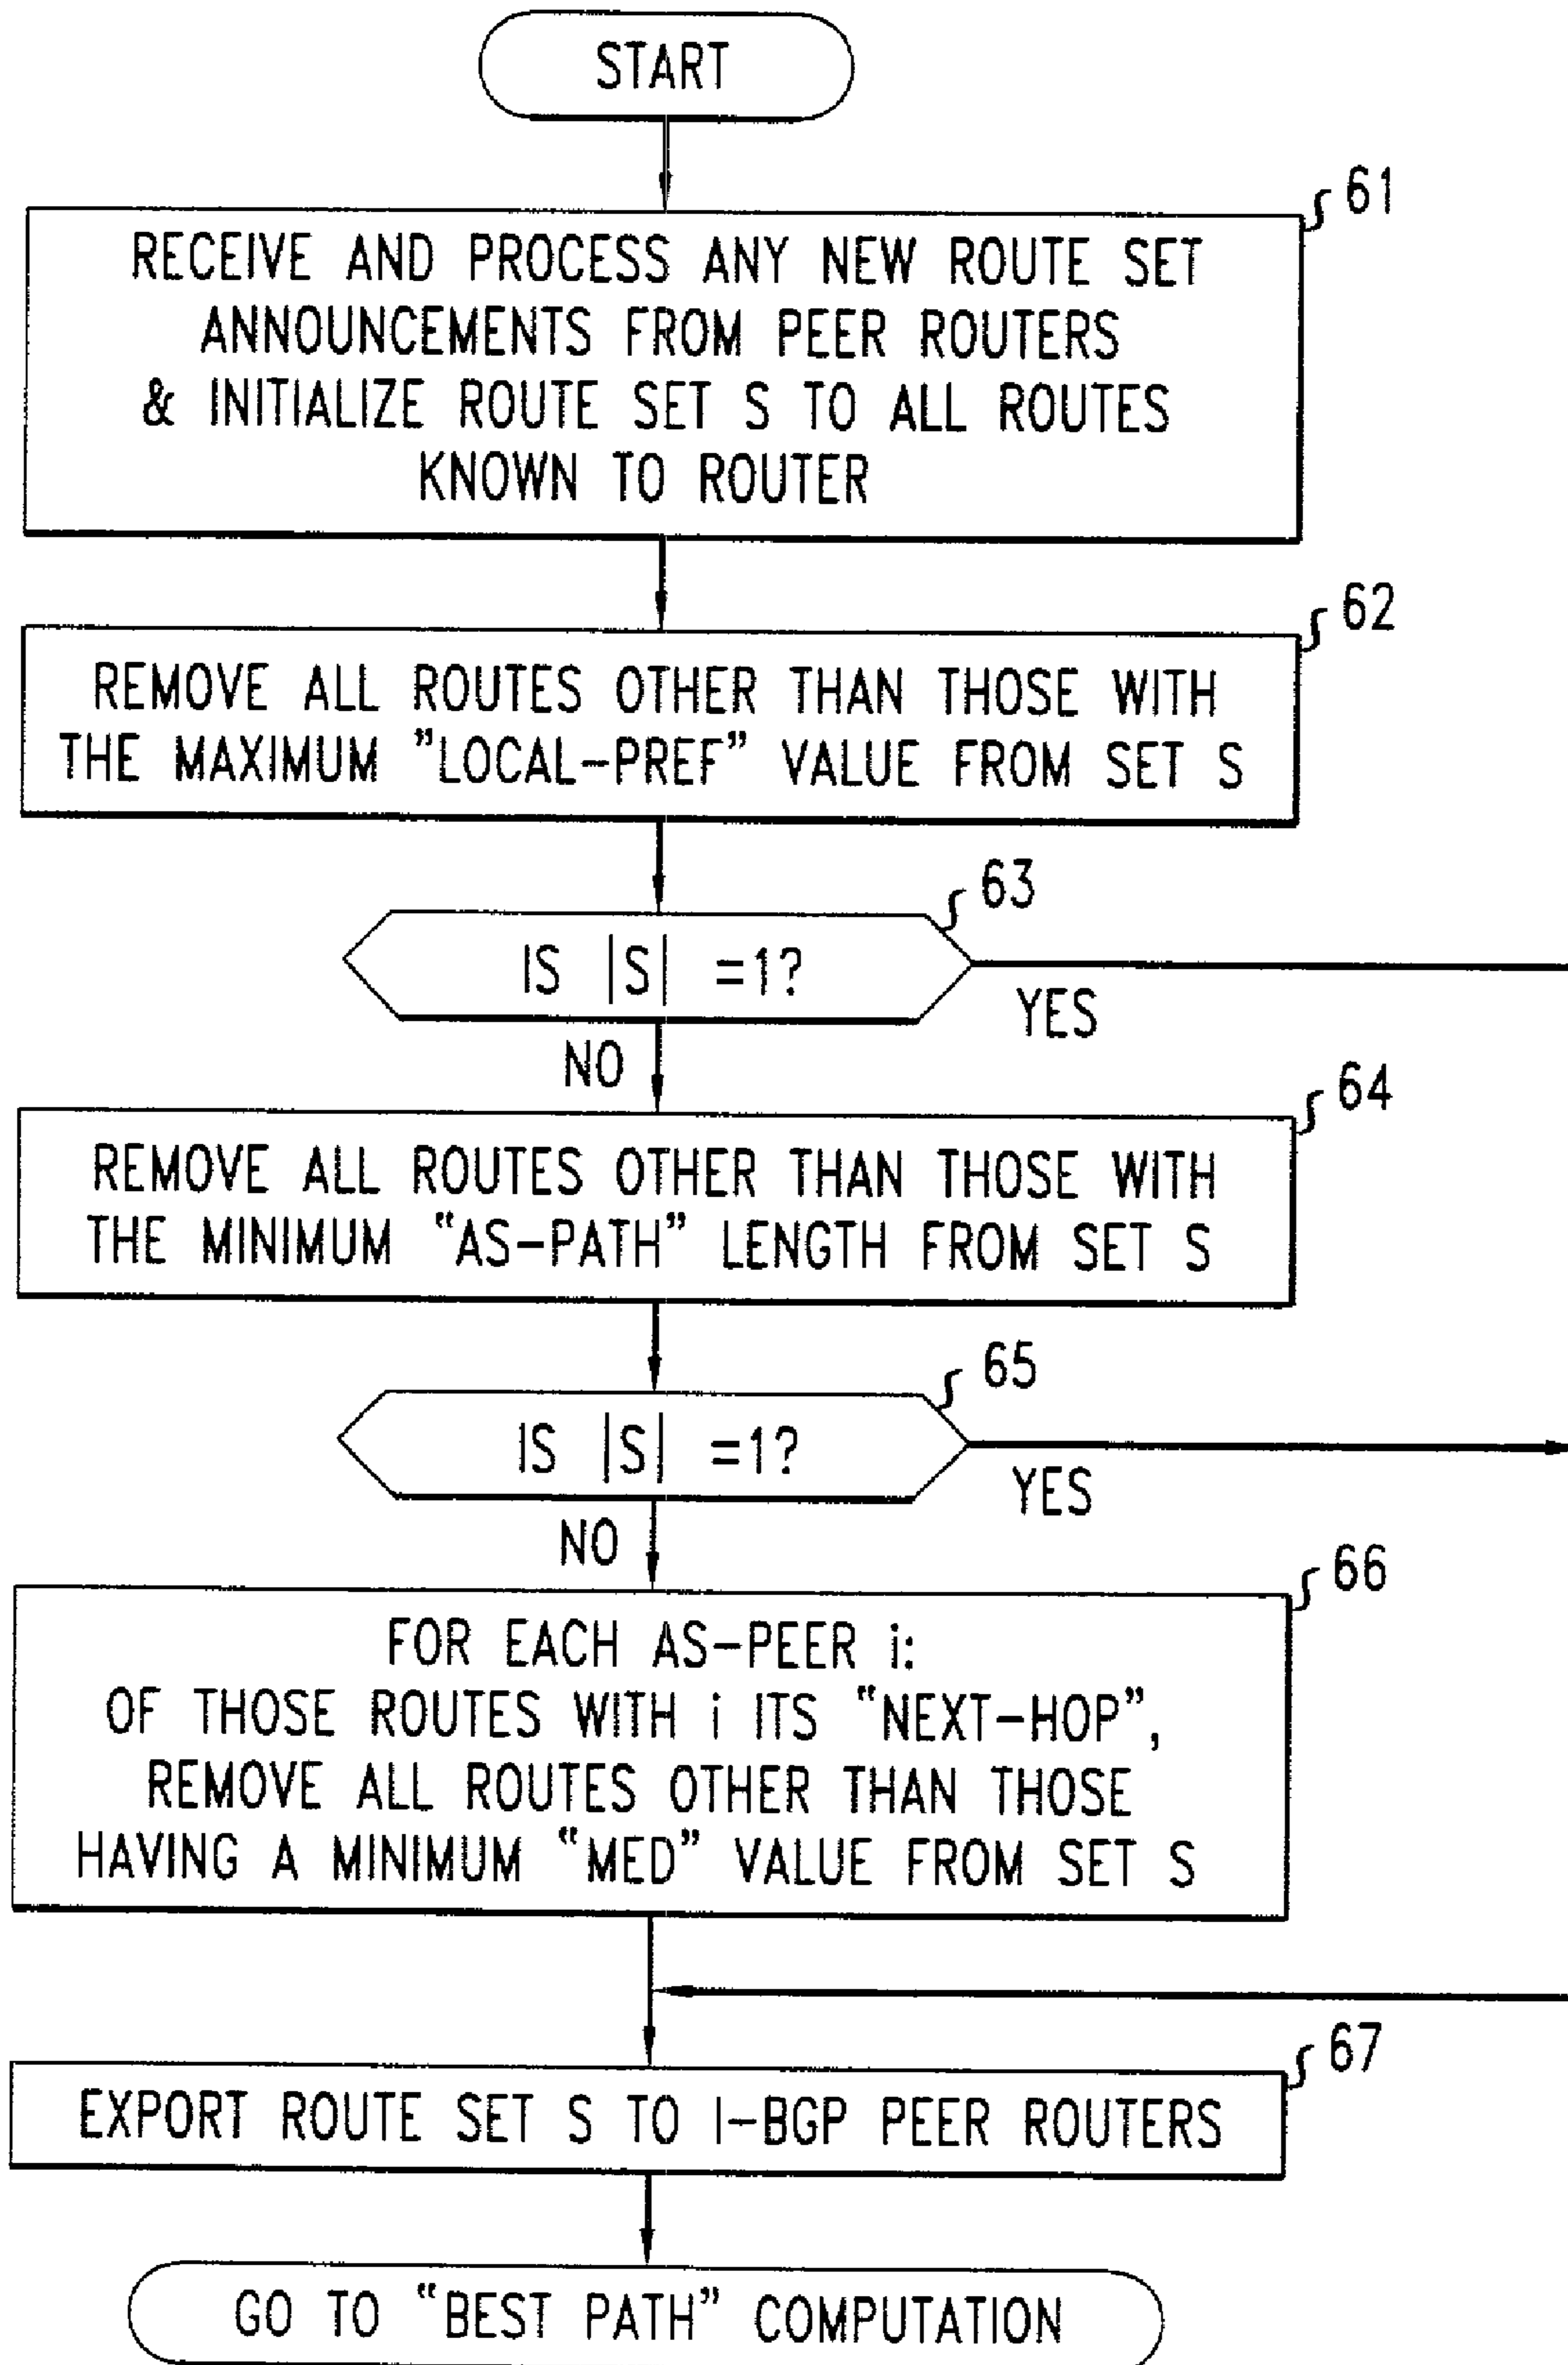 START
61
RECEIVE AND PROCESS ANY NEW ROUTE SET
ANNOUNCEMENTS FROM PEER ROUTERS
& INITIALIZE ROUTE SET S TO ALL ROUTES
KNOWN TO ROUTER
62
REMOVE ALL ROUTES OTHER THAN THOSE WITH
THE MAXIMUM ”LOCAL-PREF” VALUE FROM SET S
63
IS |S| =1?
YES
NO
64
REMOVE ALL ROUTES OTHER THAN THOSE WITH
THE MINIMUM “AS-PATH” LENGTH FROM SET S
65
IS |S| =1?
YES
NO
66
FOR EACH AS-PEER i:
OF THOSE ROUTES WITH i ITS “NEXT-HOP”,
REMOVE ALL ROUTES OTHER THAN THOSE
HAVING A MINIMUM “MED” VALUE FROM SET S
67
EXPORT ROUTE SET S TO I-BGP PEER ROUTERS
GO TO “BEST PATH” COMPUTATION